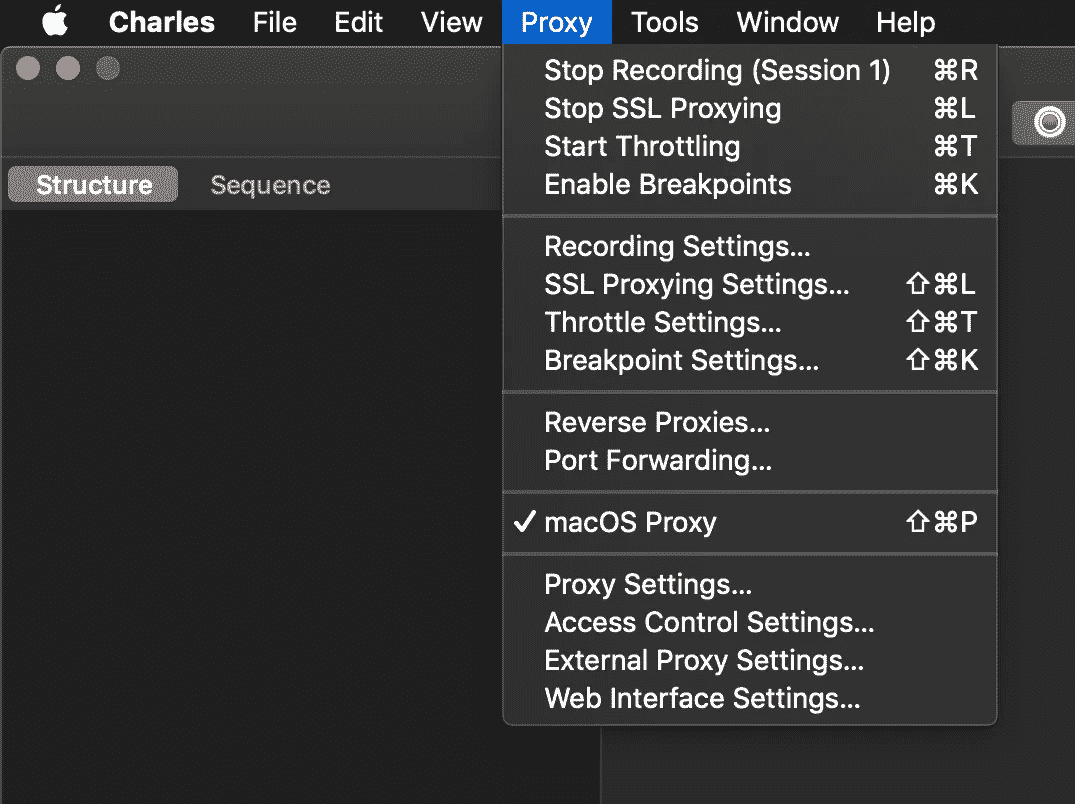 Charles File Edit View Proxy Tools Window Help
Stop Recording (Session 1) ⌘R
Stop SSL Proxying ⌘L
Start Throttling ⌘T
Enable Breakpoints ⌘K
Structure Sequence
Recording Settings...
SSL Proxying Settings... ⇧⌘L
Throttle Settings... ⇧⌘T
Breakpoint Settings... ⇧⌘K
Reverse Proxies...
Port Forwarding...
✓ macOS Proxy ⇧⌘P
Proxy Settings...
Access Control Settings...
External Proxy Settings...
Web Interface Settings...